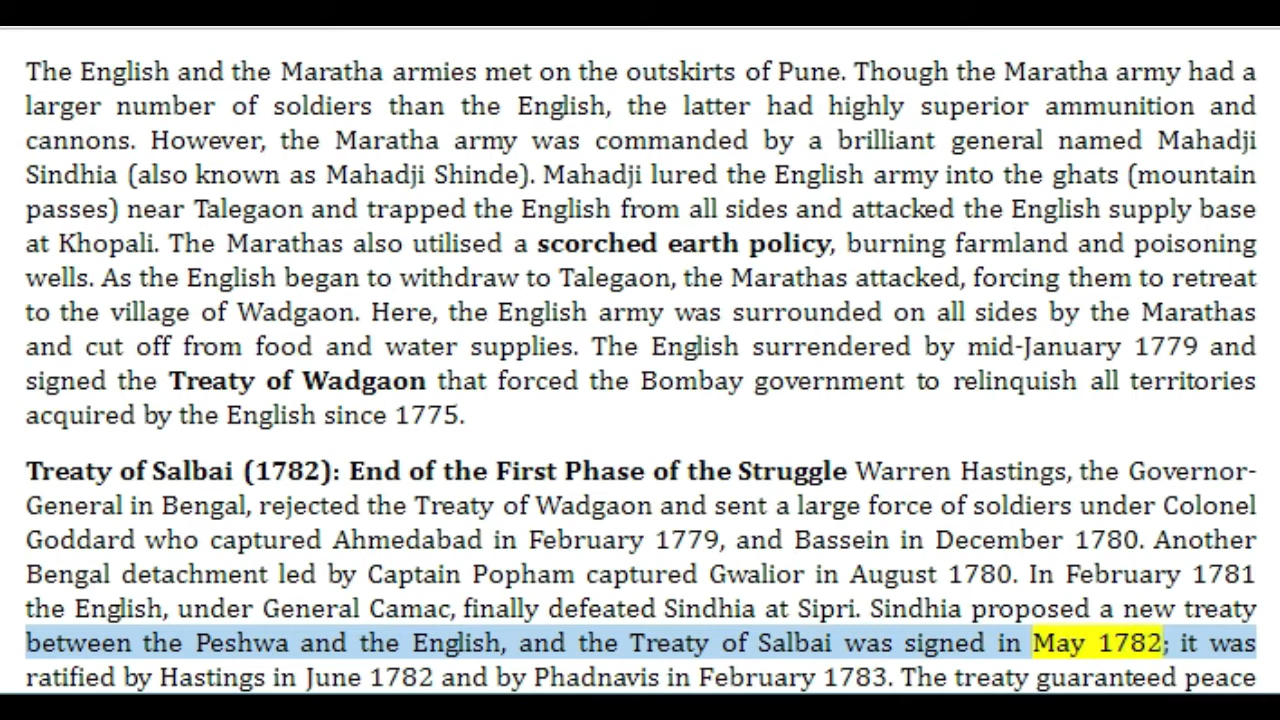 The English and the Maratha armies met on the outskirts of Pune. Though the Maratha army had a
larger number of soldiers than the English, the latter had highly superior ammunition and
cannons. However, the Maratha army was commanded by a brilliant general named Mahadji
Sindhia (also known as Mahadji Shinde). Mahadji lured the English army into the ghats (mountain
passes) near Talegaon and trapped the English from all sides and attacked the English supply base
at Khopali. The Marathas also utilised a scorched earth policy, burning farmland and poisoning
wells. As the English began to withdraw to Talegaon, the Marathas attacked, forcing them to retreat
to the village of Wadgaon. Here, the English army was surrounded on all sides by the Marathas
and cut off from food and water supplies. The English surrendered by mid-January 1779 and
signed the Treaty of Wadgaon that forced the Bombay government to relinquish all territories
acquired by the English since 1775.
Treaty of Salbai (1782): End of the First Phase of the Struggle Warren Hastings, the Governor-
General in Bengal, rejected the Treaty of Wadgaon and sent a large force of soldiers under Colonel
Goddard who captured Ahmedabad in February 1779, and Bassein in December 1780. Another
Bengal detachment led by Captain Popham captured Gwalior in August 1780. In February 1781
the English, under General Camac, finally defeated Sindhia at Sipri. Sindhia proposed a new treaty
between the Peshwa and the English, and the Treaty of Salbai was signed in May 1782; it was
ratified by Hastings in June 1782 and by Phadnavis in February 1783. The treaty guaranteed peace